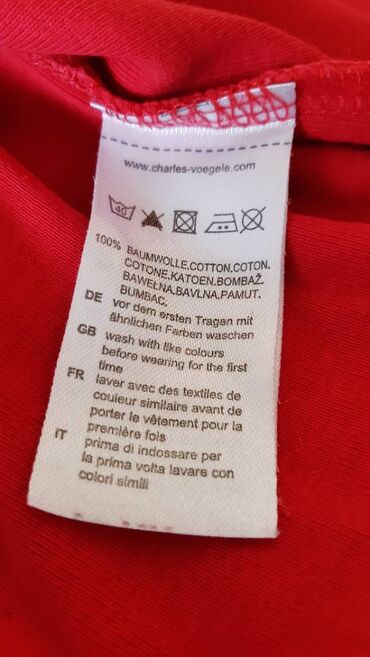 www.charles-voegele.com
40
100% BAUMWOLLE.COTTON.COTON.
COTONE.KATOEN.BOMBAŽ.
BAWEŁNA.BAVLNA.PAMUT.
BUMBAC.
DE vor dem ersten Tragen mit
ähnlichen Farben waschen
GB wash with like colours
before wearing for the first
time
FR laver avec des textiles de
couleur similaire avant de
porter le vêtement pour la
première fois
IT prima di indossare per
la prima volta lavare con
colori simili